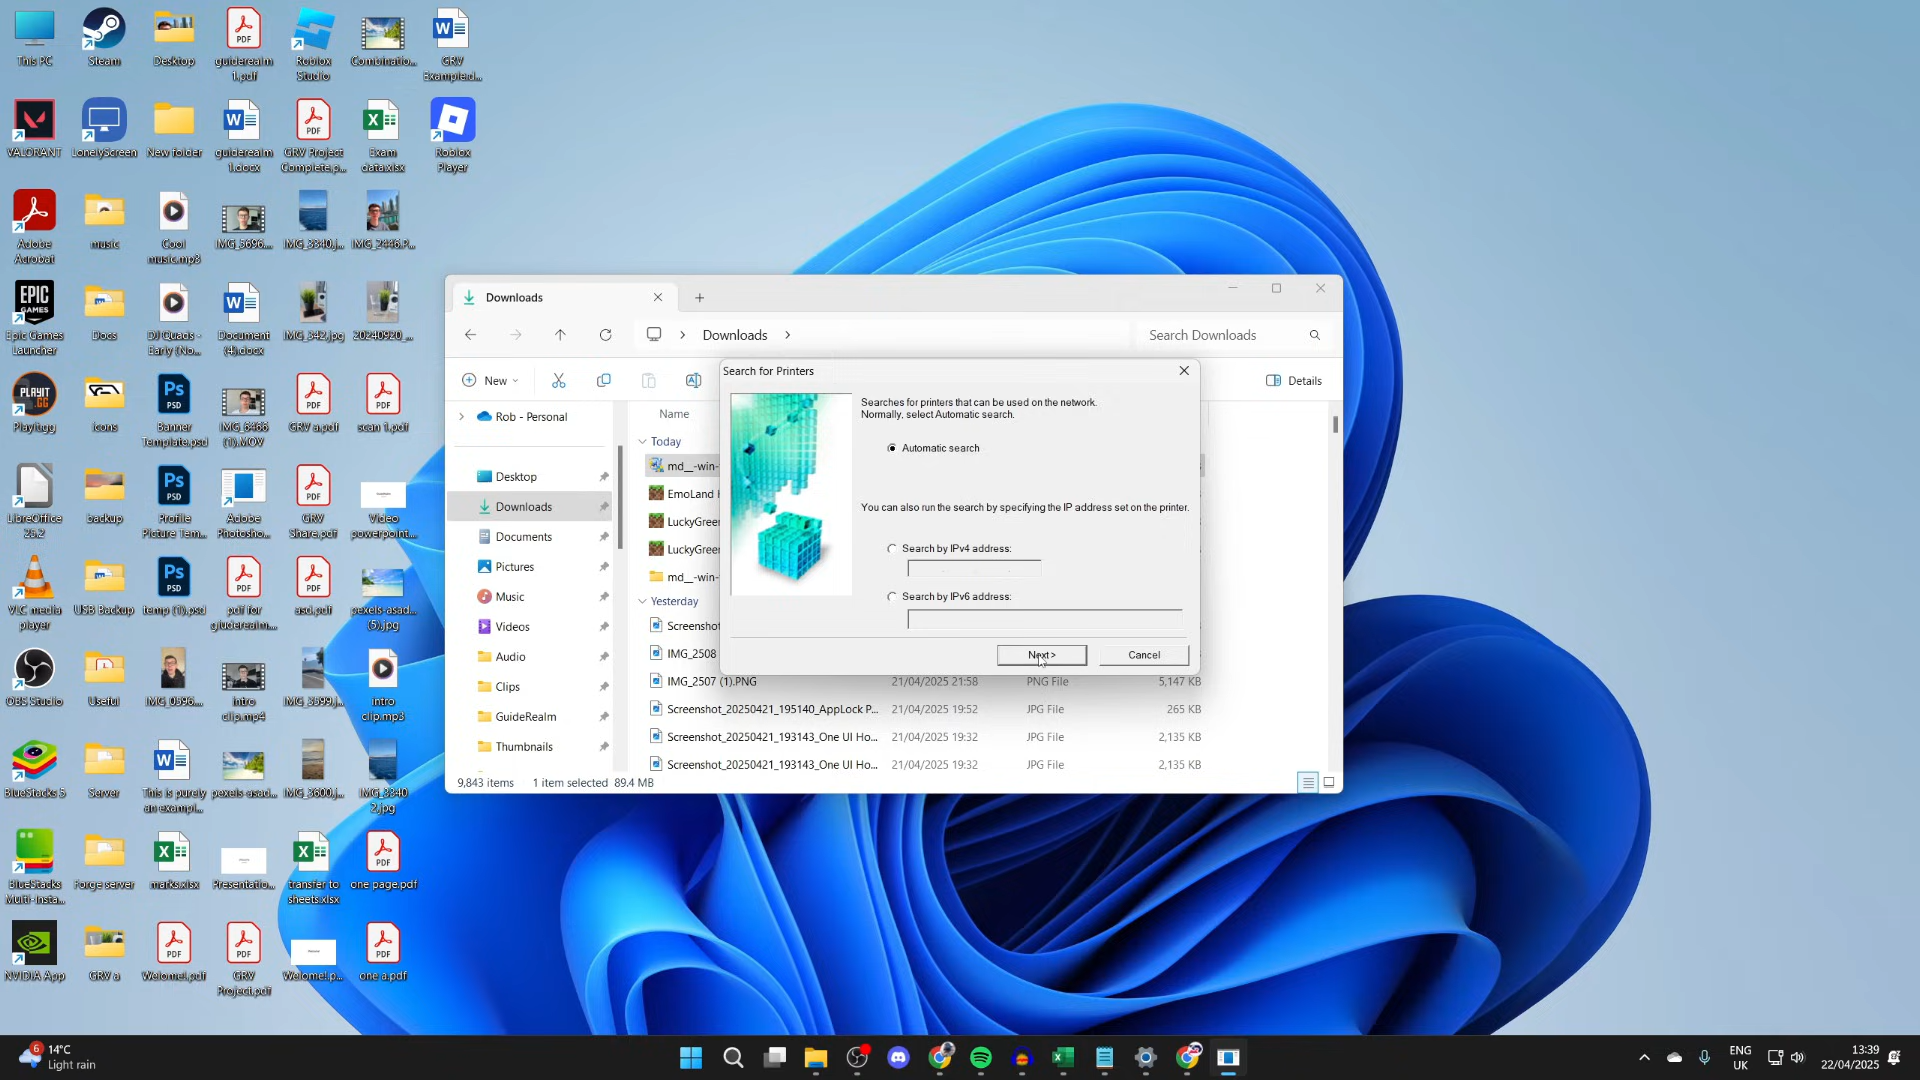 This PC
Steam
Desktop
guiderealm
1.pdf
Roblox
Studio
Combinatio...
GRV
Example.d...
VALORANT
LonelyScreen
New folder
guiderealm
1.docx
GRV Project
Complete.p...
Exam
data.xlsx
Roblox
Player
Adobe
Acrobat
music
Cool
music.mp3
IMG_5696....
IMG_3340.j...
IMG_2446.P...
Epic Games
Launcher
Docs
DJ Quads -
Early (No...
Document
(4).docx
IMG_342.jpg
20240920_...
Playit.gg
icons
Banner
Template.psd
IMG_6466
(1).MOV
GRV a.pdf
scan 1.pdf
LibreOffice
25.2
backup
Profile
Picture Tem...
Adobe
Photosho...
GRV
Share.pdf
Video
powerpoint...
VLC media
player
USB Backup
temp (1).psd
pdf for
giuderealm...
asd.pdf
pexels-asad...
(5).jpg
OBS Studio
Useful
IMG_0396....
intro
clip.mp4
IMG_3399.j...
intro
clip.mp3
BlueStacks 5
Server
This is purely
an exampl...
pexels-asad...
IMG_3600.j...
IMG_3340
2.jpg
BlueStacks
Multi-Insta...
Forge server
marks.xlsx
Presentatio...
transfer to
sheets.xlsx
one page.pdf
NVIDIA App
GRV a
Welome!.pdf
GRV
Project.pdf
Welome!.p...
one a.pdf
Downloads
Downloads
Search Downloads
New
Details
Rob - Personal
Desktop
Downloads
Documents
Pictures
Music
Videos
Audio
Clips
GuideRealm
Thumbnails
Name
Today
md__-win-
EmoLand
LuckyGree
LuckyGree
md__-win-
Yesterday
Screenshot
IMG_2508
IMG_2507 (1).PNG 21/04/2025 21:58 PNG File 5,147 KB
Screenshot_20250421_195140_AppLock P... 21/04/2025 19:52 JPG File 265 KB
Screenshot_20250421_193143_One UI Ho... 21/04/2025 19:32 JPG File 2,135 KB
Screenshot_20250421_193143_One UI Ho... 21/04/2025 19:32 JPG File 2,135 KB
9,843 items 1 item selected 89.4 MB
Search for Printers
Searches for printers that can be used on the network.
Normally, select Automatic search.
Automatic search
You can also run the search by specifying the IP address set on the printer.
Search by IPv4 address:
Search by IPv6 address:
Next>
Cancel
6
14°C
Light rain
ENG
UK
13:39
22/04/2025